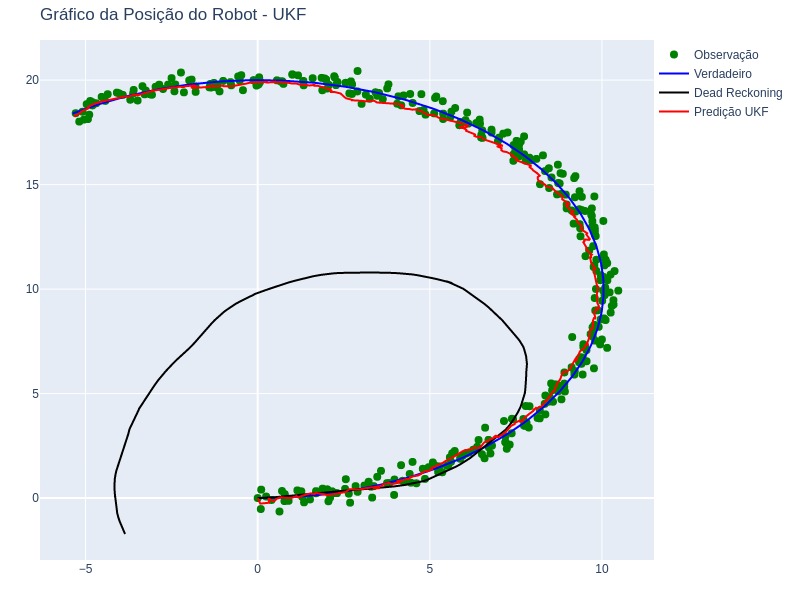 Gráfico da Posição do Robot - UKF
Observação
Verdadeiro
Dead Reckoning
Predição UKF
20
15
10
5
0
−5
0
5
10